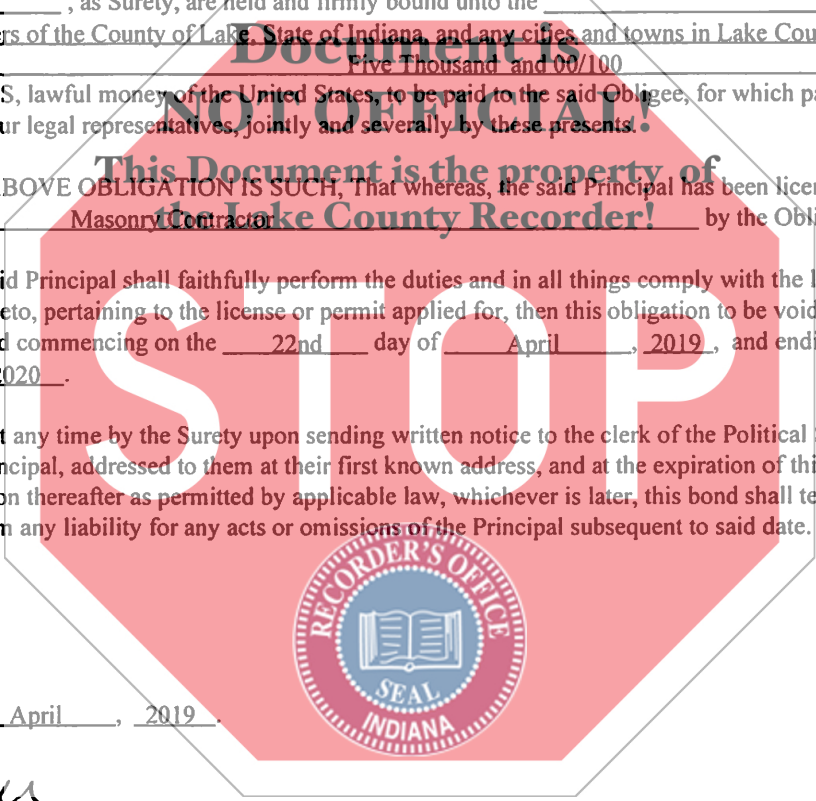 , as Surety, are held and firmly bound unto the
rs of the County of Lake, State of Indiana, and any cities and towns in Lake Cou
Document is
Five Thousand and 00/100
S, lawful money of the United States, to be paid to the said Obligee, for which pa
NOT OFFICIAL!
ur legal representatives, jointly and severally by these presents.
This Document is the property of
BOVE OBLIGATION IS SUCH, That whereas, the said Principal has been licen
the Lake County Recorder!
Masonry Contractor by the Obli
id Principal shall faithfully perform the duties and in all things comply with the l
eto, pertaining to the license or permit applied for, then this obligation to be void
STOP
d commencing on the 22nd day of April , 2019 , and endi
2020 .
t any time by the Surety upon sending written notice to the clerk of the Political
ncipal, addressed to them at their first known address, and at the expiration of thi
on thereafter as permitted by applicable law, whichever is later, this bond shall te
m any liability for any acts or omissions of the Principal subsequent to said date.
RECORDER'S OFFICE
SEAL
INDIANA
April , 2019 .